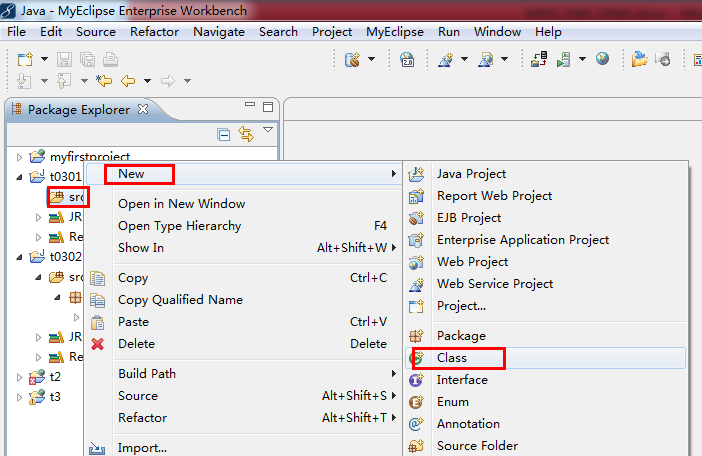 Java - MyEclipse Enterprise Workbench
File Edit Source Refactor Navigate Search Project MyEclipse Run Window Help
2.0
Package Explorer
myfirstproject
t0301
src
JR
Re
t0302
src
JR
Re
t2
t3
New
Open in New Window
Open Type Hierarchy F4
Show In Alt+Shift+W
Copy Ctrl+C
Copy Qualified Name
Paste Ctrl+V
Delete Delete
Build Path
Source Alt+Shift+S
Refactor Alt+Shift+T
Import...
Java Project
Report Web Project
EJB Project
Enterprise Application Project
Web Project
Web Service Project
Project...
Package
Class
Interface
Enum
Annotation
Source Folder